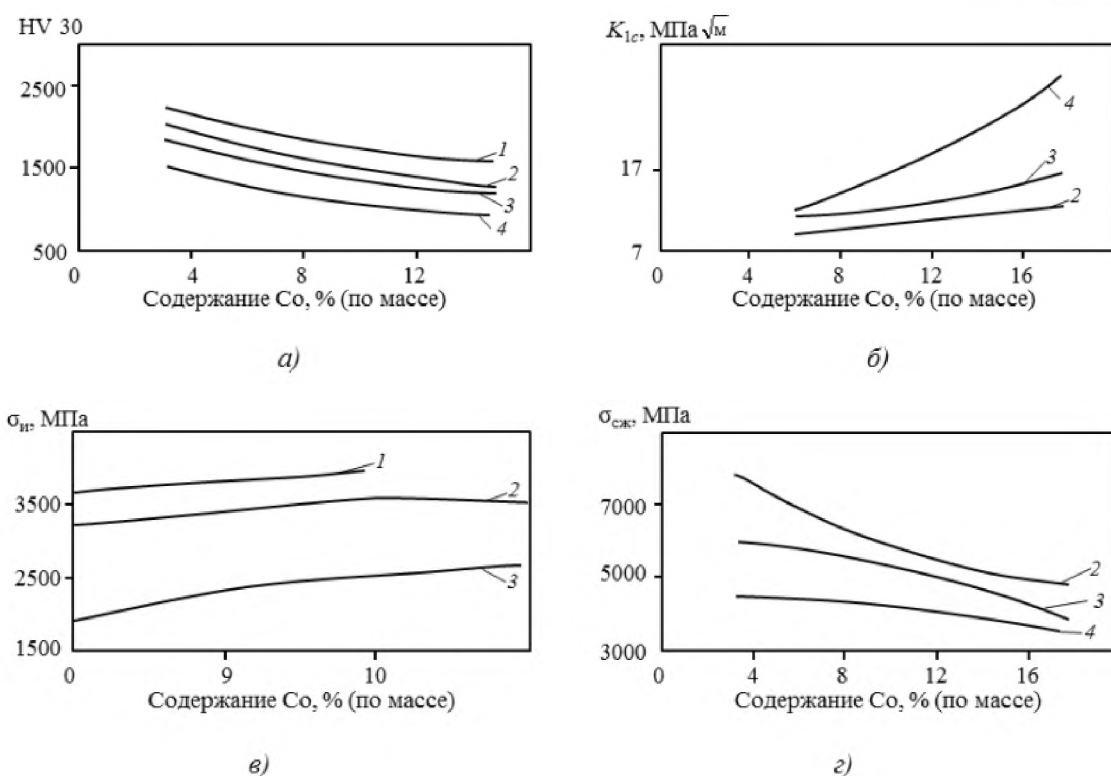 HV 30
2500
1500
500
0 4 8 12
Содержание Co, % (по массе)
1
2
3
4
а)
K1c, МПа √м
17
7
0 4 8 12 16
Содержание Co, % (по массе)
4
3
2
б)
σи, МПа
3500
2500
1500
0 9 10
Содержание Co, % (по массе)
1
2
3
в)
σсж, МПа
7000
5000
3000
0 4 8 12 16
Содержание Co, % (по массе)
2
3
4
г)